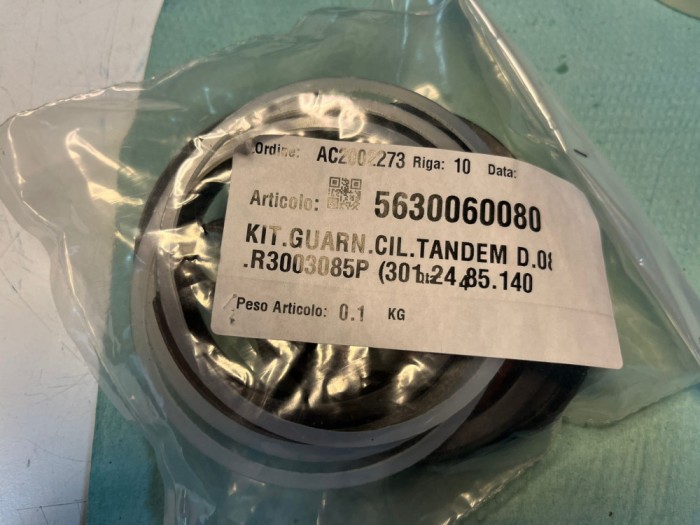 Ordine: AC2602273 Riga: 10 Data:
Articolo: 5630060080
KIT.GUARN.CIL.TANDEM D.08
.R3003085P (301.24.85.140
Peso Articolo: 0.1 KG